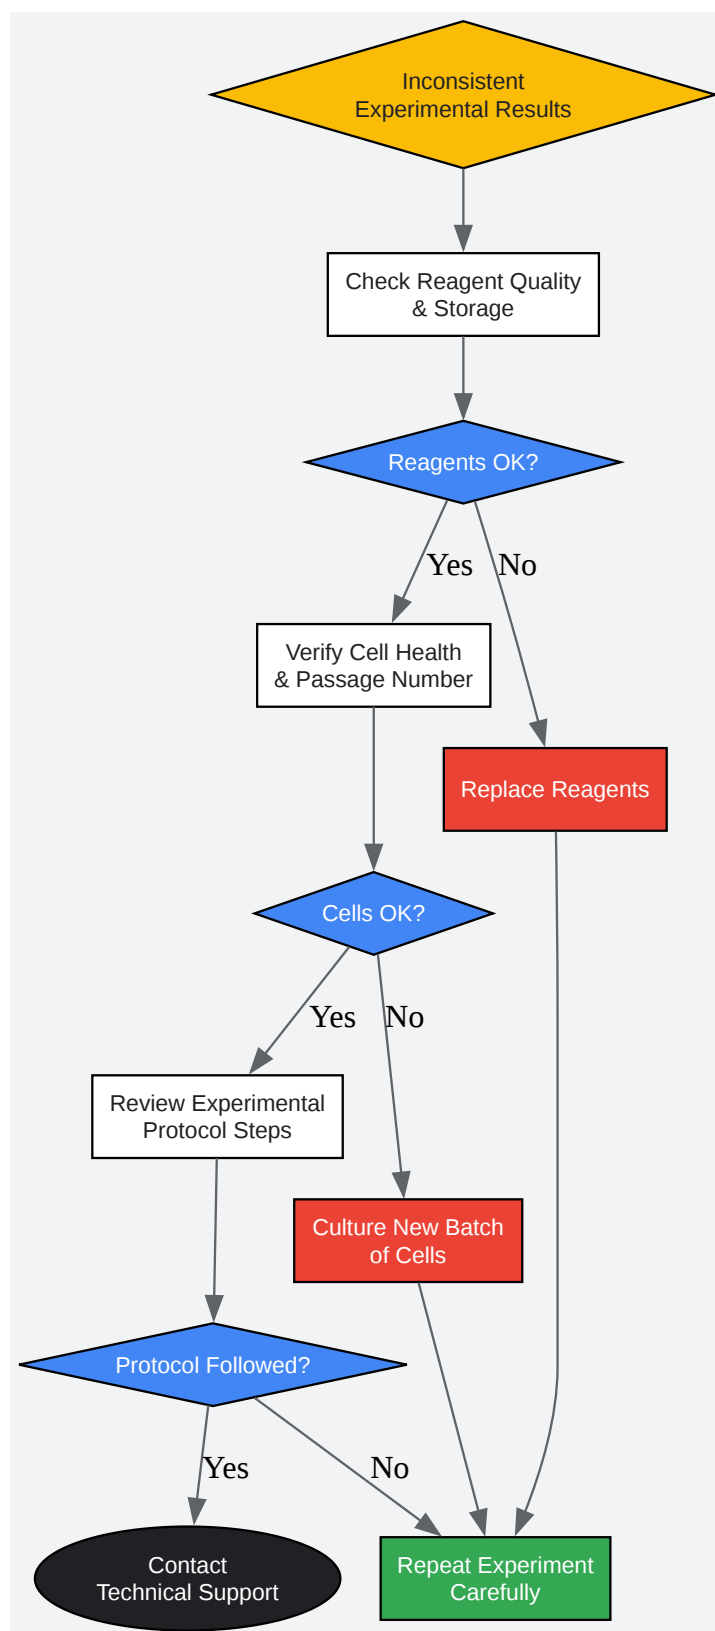 Inconsistent
Experimental Results
Check Reagent Quality
& Storage
Reagents OK?
Yes
No
Verify Cell Health
& Passage Number
Replace Reagents
Cells OK?
Yes
No
Review Experimental
Protocol Steps
Culture New Batch
of Cells
Protocol Followed?
Yes
No
Contact
Technical Support
Repeat Experiment
Carefully